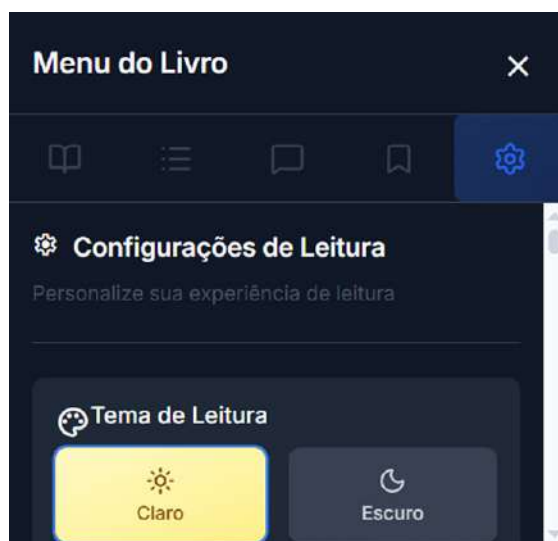 Menu do Livro
Configurações de Leitura
Personalize sua experiência de leitura
Tema de Leitura
Claro
Escuro